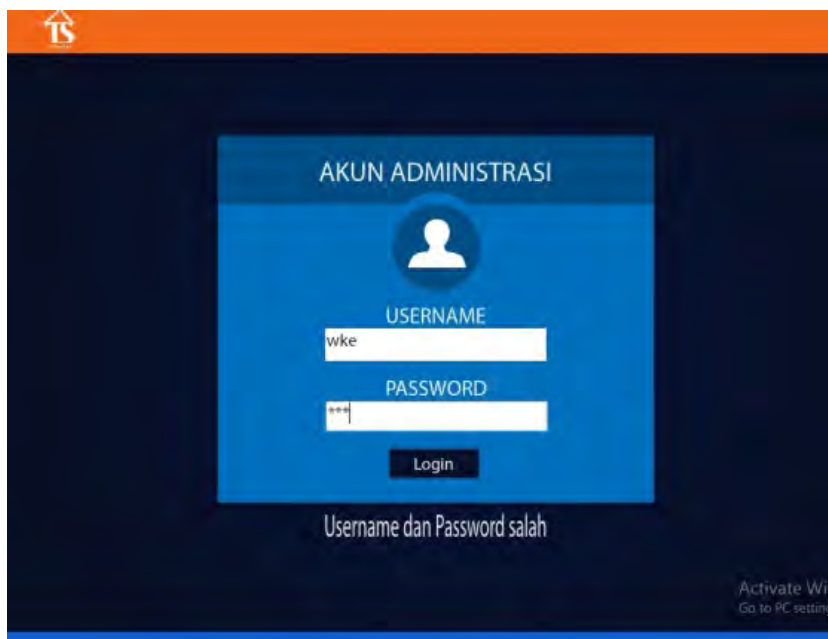 TS
AKUN ADMINISTRASI
USERNAME
wke
PASSWORD
***
Login
Username dan Password salah
Activate Wi
Go to PC settin